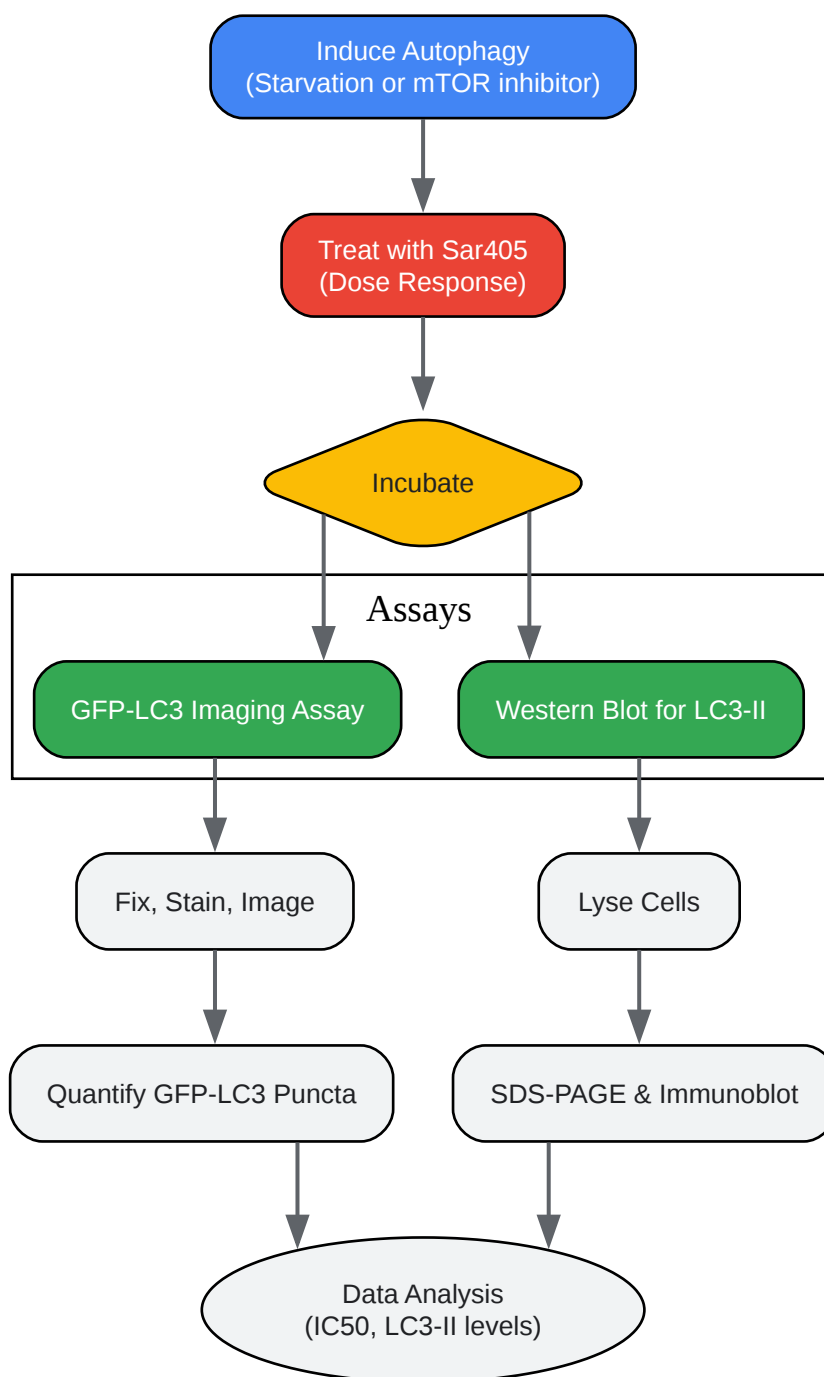 Induce Autophagy
(Starvation or mTOR inhibitor)
Treat with Sar405
(Dose Response)
Incubate
Assays
GFP-LC3 Imaging Assay
Western Blot for LC3-II
Fix, Stain, Image
Lyse Cells
Quantify GFP-LC3 Puncta
SDS-PAGE & Immunoblot
Data Analysis
(IC50, LC3-II levels)